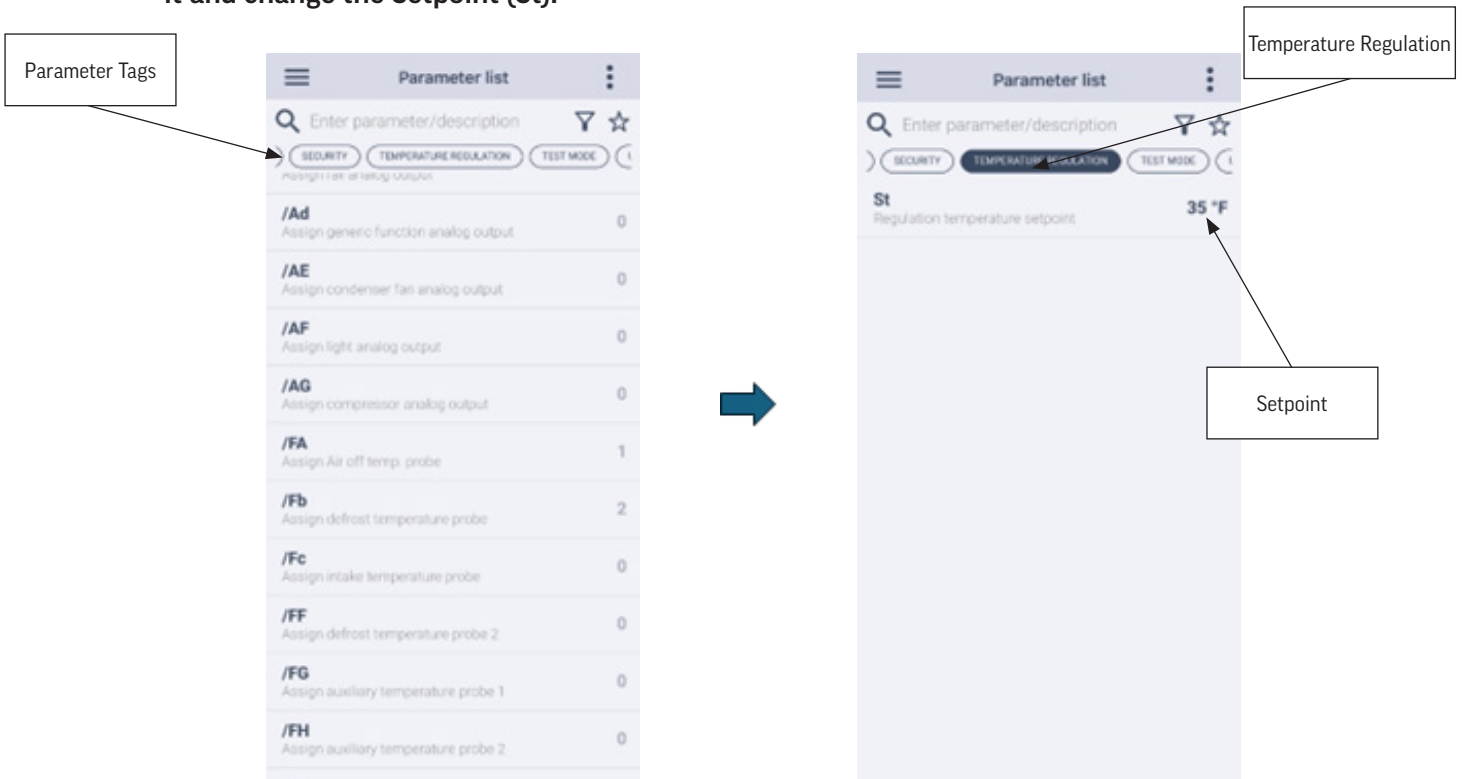 it and change the Setpoint (St).
Parameter Tags
Parameter list
Enter parameter/description
SECURITY
TEMPERATURE REGULATION
TEST MODE
Assign fan analog output
/Ad
0
Assign generic function analog output
/AE
0
Assign condenser fan analog output
/AF
0
Assign light analog output
/AG
0
Assign compressor analog output
/FA
1
Assign Air off temp. probe
/Fb
2
Assign defrost temperature probe
/Fc
0
Assign intake temperature probe
/FF
0
Assign defrost temperature probe 2
/FG
0
Assign auxiliary temperature probe 1
/FH
0
Assign auxiliary temperature probe 2
Temperature Regulation
Parameter list
Enter parameter/description
SECURITY
TEMPERATURE REGULATION
TEST MODE
St
35 °F
Regulation temperature setpoint
Setpoint